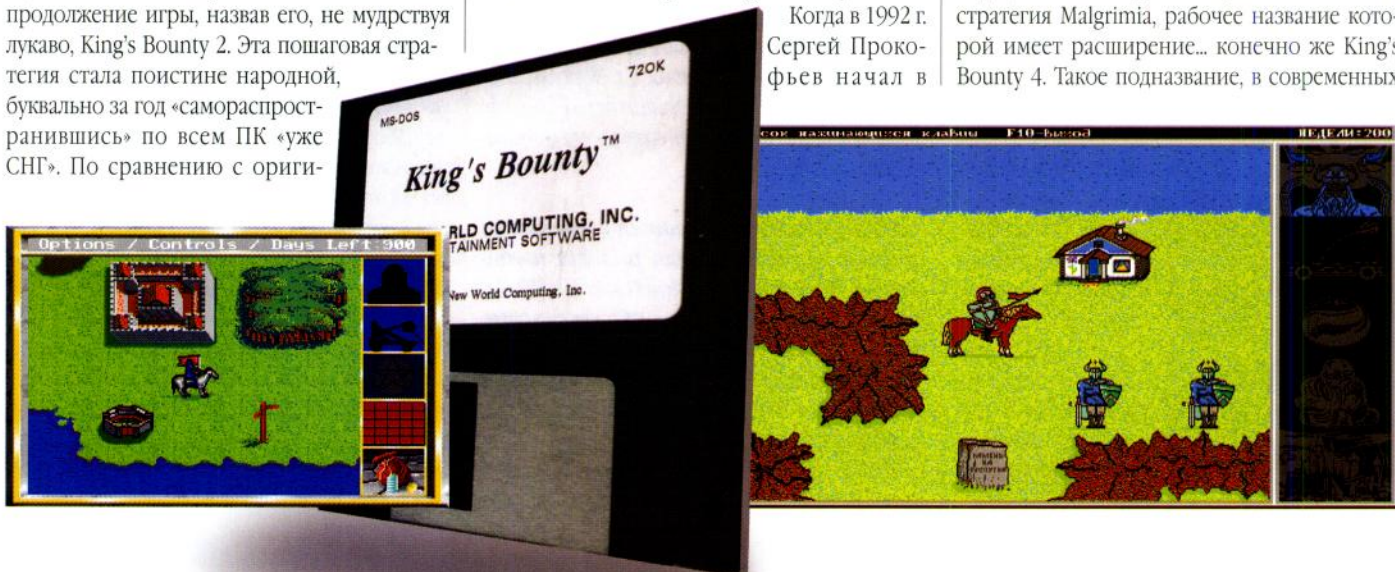 продолжение игры, назвав его, не мудрствуя
лукаво, King's Bounty 2. Эта пошаговая стра-
тегия стала поистине народной,
буквально за год «самораспрост-
ранившись» по всем ПК «уже
СНГ». По сравнению с ориги-
Когда в 1992 г.
Сергей Проко-
фьев начал в
стратегия Malgrimia, рабочее название кото-
рой имеет расширение... конечно же King's
Bounty 4. Такое подназвание, в современных
Options / Controls / Days Left:900
720K
MS-DOS
King's Bounty™
RLD COMPUTING, INC.
TAINMENT SOFTWARE
New World Computing, Inc.
F10-Выход
НЕДЕЛИ:200
КАМЕНЬ
НА